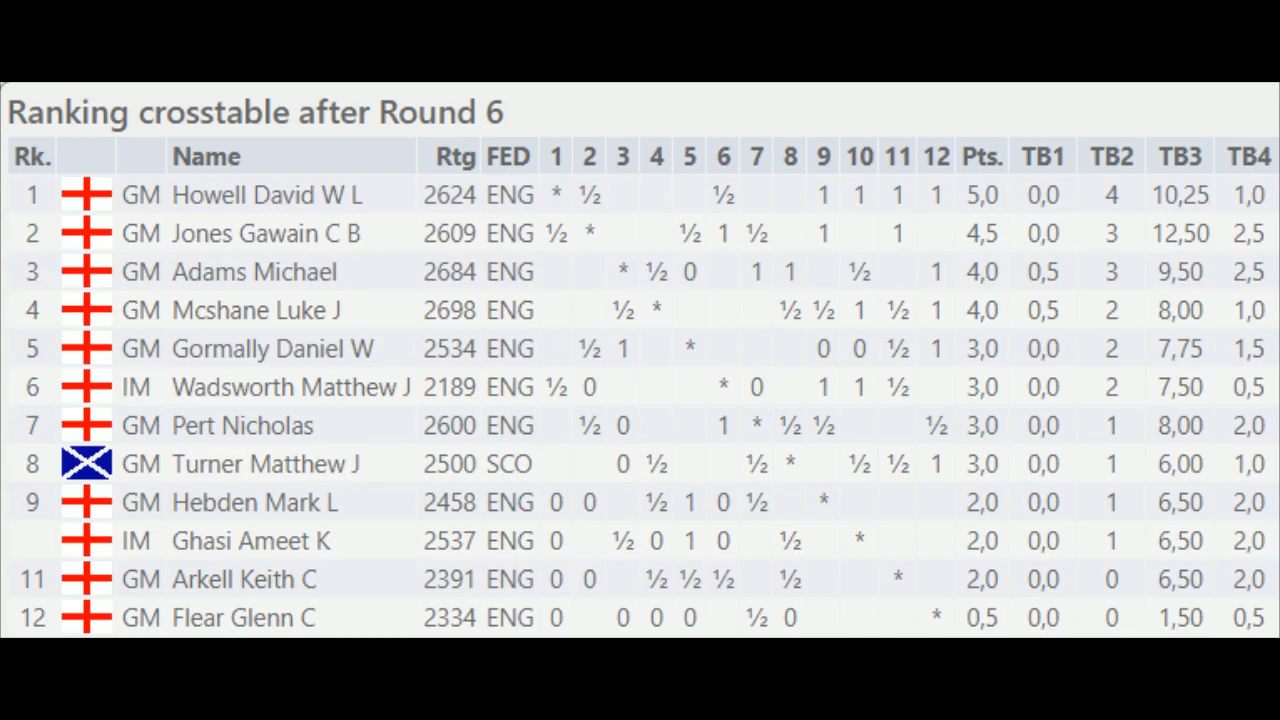 Ranking crosstable after Round 6
Rk. Name Rtg FED 1 2 3 4 5 6 7 8 9 10 11 12 Pts. TB1 TB2 TB3 TB4
1 GM Howell David W L 2624 ENG * ½ ½ 1 1 1 1 5,0 0,0 4 10,25 1,0
2 GM Jones Gawain C B 2609 ENG ½ * ½ 1 ½ 1 1 4,5 0,0 3 12,50 2,5
3 GM Adams Michael 2684 ENG * ½ 0 1 1 ½ 1 4,0 0,5 3 9,50 2,5
4 GM Mcshane Luke J 2698 ENG ½ * ½ ½ 1 ½ 1 4,0 0,5 2 8,00 1,0
5 GM Gormally Daniel W 2534 ENG ½ 1 * 0 0 ½ 1 3,0 0,0 2 7,75 1,5
6 IM Wadsworth Matthew J 2189 ENG ½ 0 * 0 1 1 ½ 3,0 0,0 2 7,50 0,5
7 GM Pert Nicholas 2600 ENG ½ 0 1 * ½ ½ ½ 3,0 0,0 1 8,00 2,0
8 GM Turner Matthew J 2500 SCO 0 ½ ½ * ½ ½ 1 3,0 0,0 1 6,00 1,0
9 GM Hebden Mark L 2458 ENG 0 0 ½ 1 0 ½ * 2,0 0,0 1 6,50 2,0
IM Ghasi Ameet K 2537 ENG 0 ½ 0 1 0 ½ * 2,0 0,0 1 6,50 2,0
11 GM Arkell Keith C 2391 ENG 0 0 ½ ½ ½ ½ * 2,0 0,0 0 6,50 2,0
12 GM Flear Glenn C 2334 ENG 0 0 0 0 ½ 0 * 0,5 0,0 0 1,50 0,5